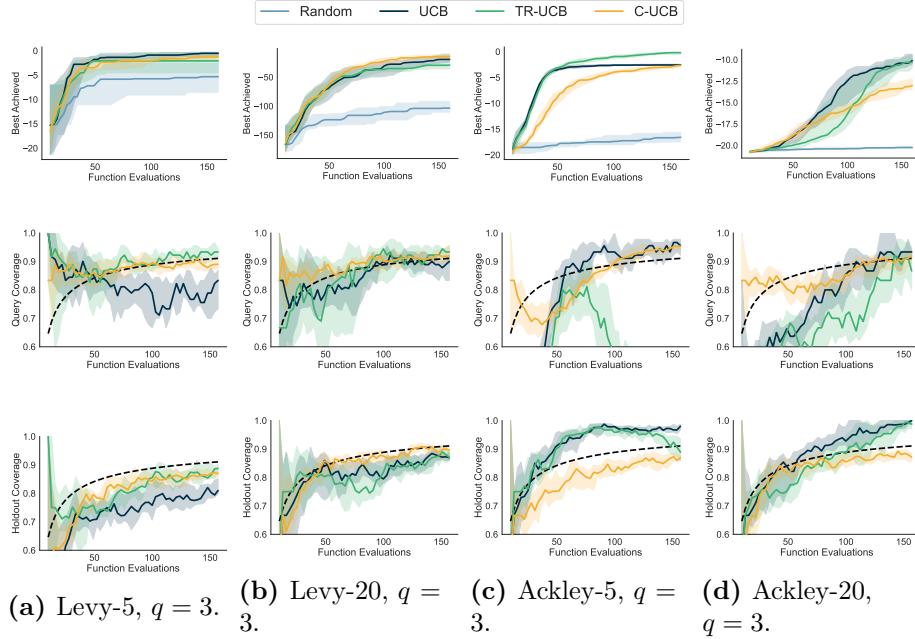 Random UCB TR-UCB C-UCB
Best Achieved
0
−5
−10
−15
−20
50 100 150
Function Evaluations
Best Achieved
−50
−100
−150
50 100 150
Function Evaluations
Best Achieved
0
−5
−10
−15
−20
50 100 150
Function Evaluations
Best Achieved
−10.0
−12.5
−15.0
−17.5
−20.0
50 100 150
Function Evaluations
Query Coverage
1.0
0.9
0.8
0.7
0.6
50 100 150
Function Evaluations
Query Coverage
1.0
0.9
0.8
0.7
0.6
50 100 150
Function Evaluations
Query Coverage
1.0
0.9
0.8
0.7
0.6
50 100 150
Function Evaluations
Query Coverage
1.0
0.9
0.8
0.7
0.6
50 100 150
Function Evaluations
Holdout Coverage
1.0
0.9
0.8
0.7
0.6
50 100 150
Function Evaluations
Holdout Coverage
1.0
0.9
0.8
0.7
0.6
50 100 150
Function Evaluations
Holdout Coverage
1.0
0.9
0.8
0.7
0.6
50 100 150
Function Evaluations
Holdout Coverage
1.0
0.9
0.8
0.7
0.6
50 100 150
Function Evaluations
(a) Levy-5, q = 3.
(b) Levy-20, q =
3.
(c) Ackley-5, q =
3.
(d) Ackley-20,
q = 3.